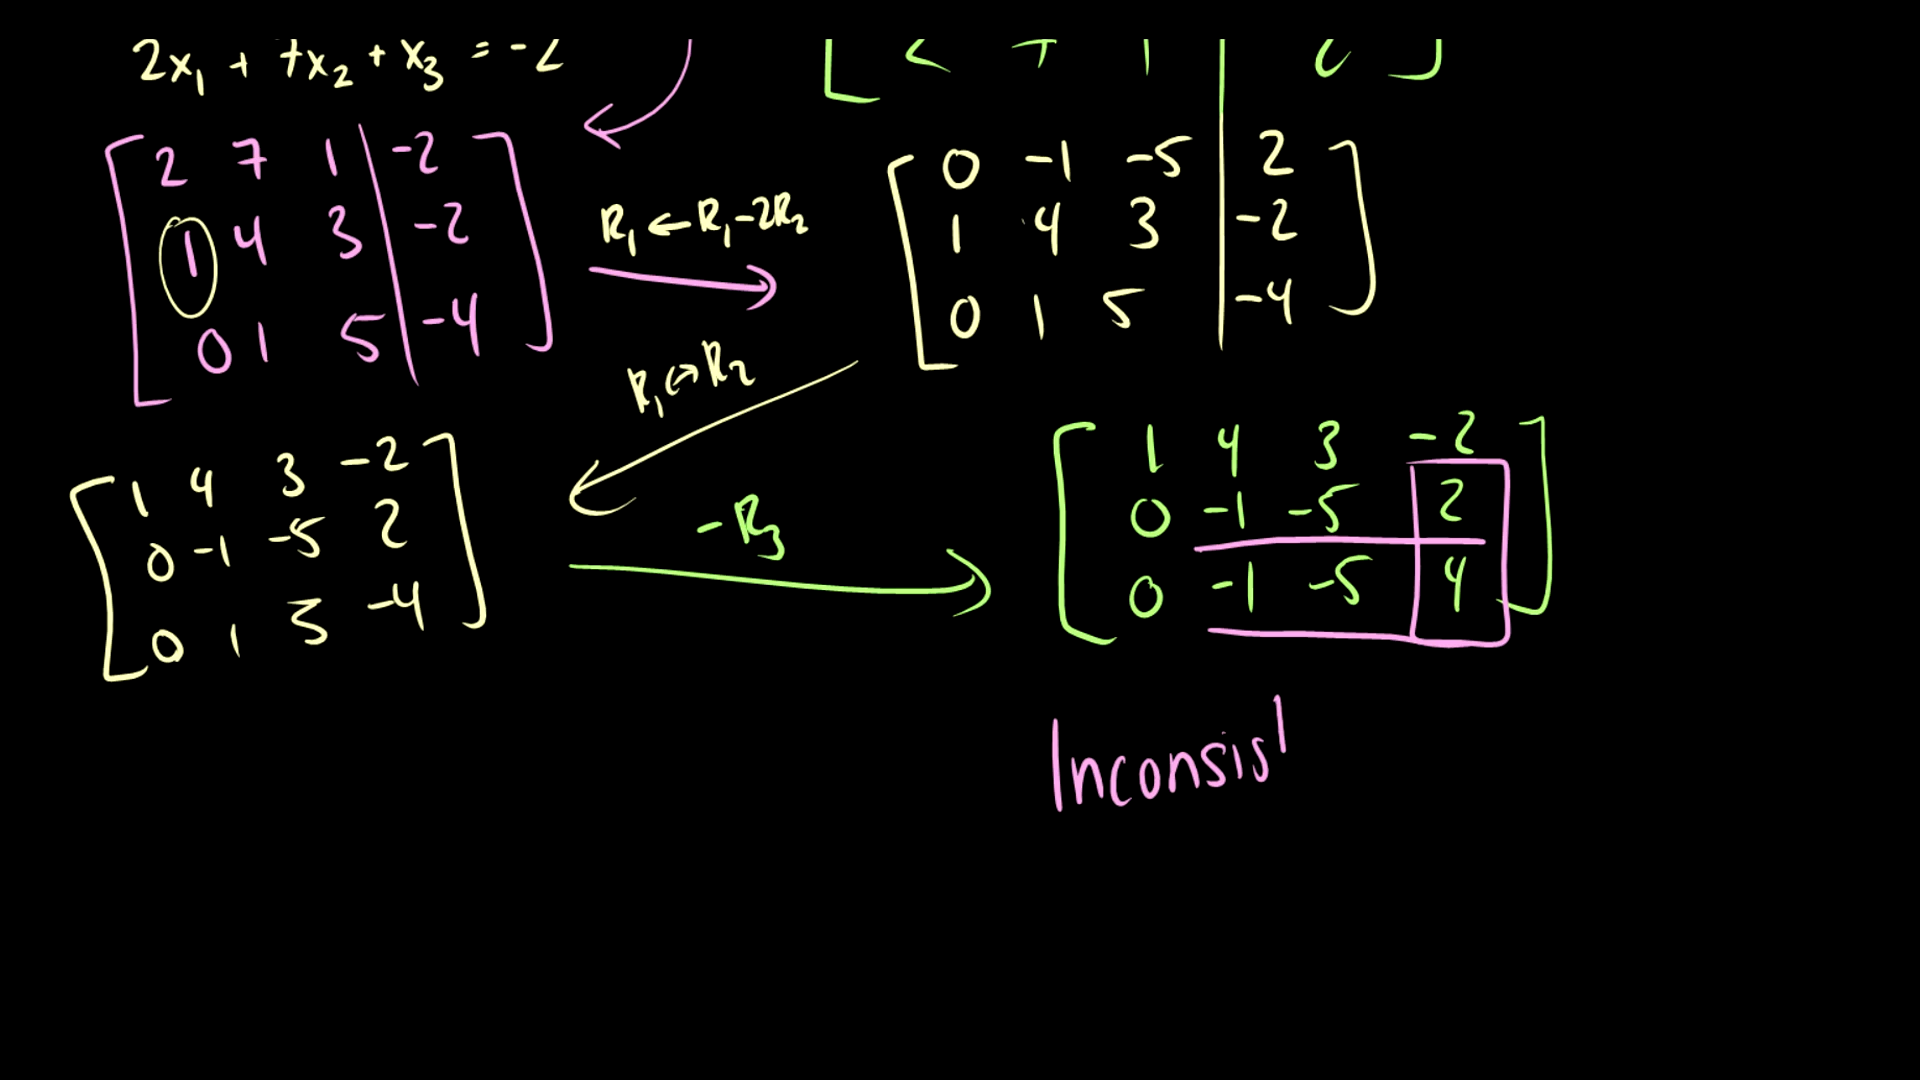 2x₁ + 7x₂ + x₃ = -2
2 7 1 | -2
1 4 3 | -2
0 1 5 | -4
R₁ ← R₁ - 2R₂
0 -1 -5 | 2
1 4 3 | -2
0 1 5 | -4
R₁ ↔ R₂
1 4 3 -2
0 -1 -5 2
0 1 5 -4
-R₃
1 4 3 -2
0 -1 -5 2
0 -1 -5 4
Inconsis